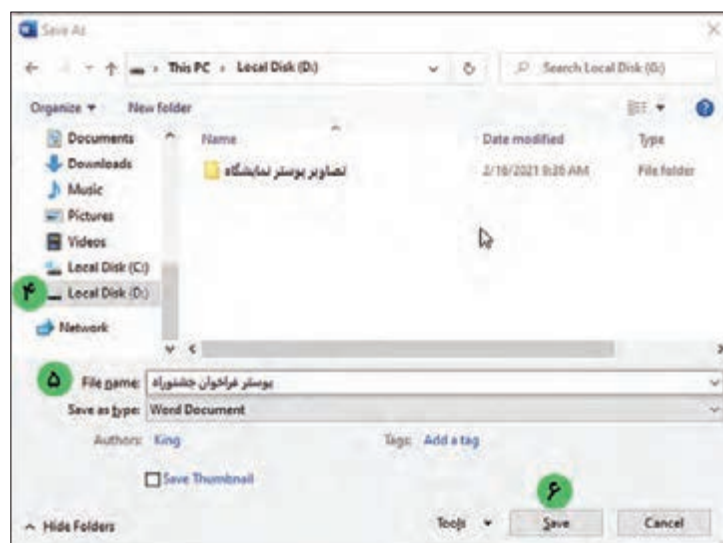 Save As
This PC › Local Disk (D:)
Search Local Disk (D:)
Organize
New folder
Documents
Downloads
Music
Pictures
Videos
Local Disk (C:)
۴ Local Disk (D:)
Network
Name Date modified Type
تصاویر پوستر نمایشگاه 2/16/2021 9:26 AM File folder
۵ File name: پوستر فراخوان جشنوراه
Save as type: Word Document
Authors: King Tags: Add a tag
Save Thumbnail
۶
Hide Folders Tools Save Cancel